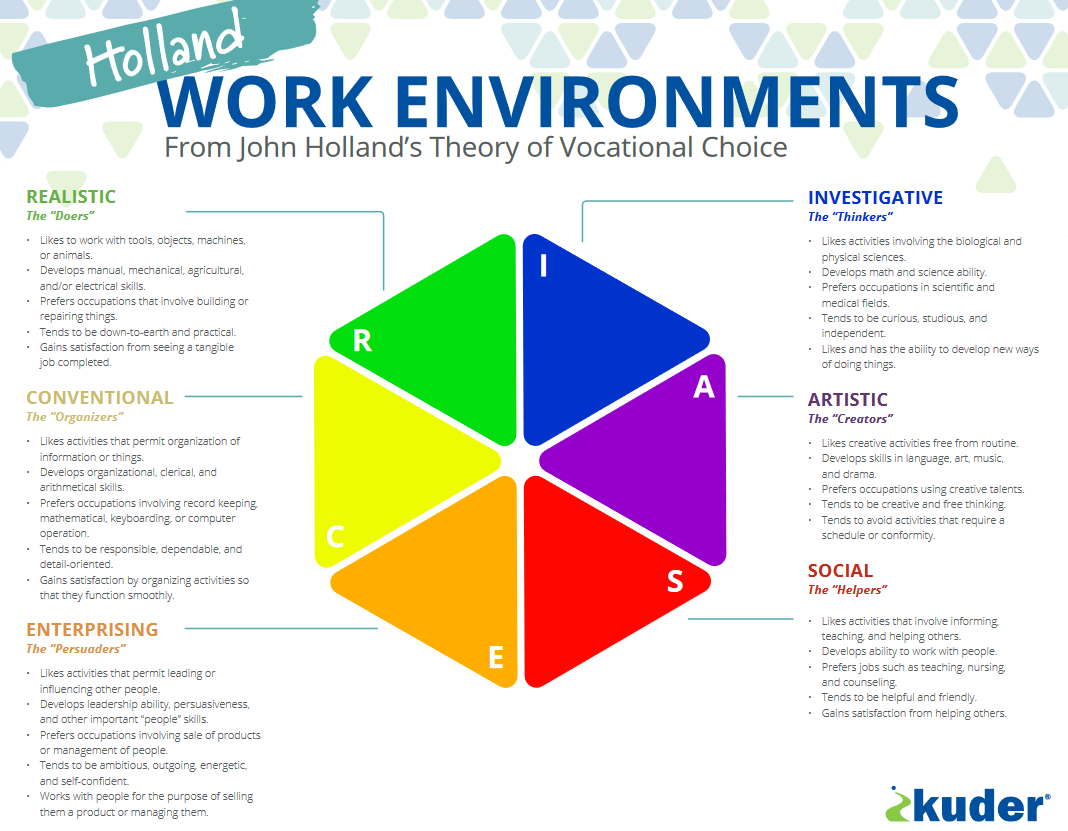 Holland
WORK ENVIRONMENTS
From John Holland's Theory of Vocational Choice
REALISTIC
The "Doers"
• Likes to work with tools, objects, machines,
or animals.
• Develops manual, mechanical, agricultural,
and/or electrical skills.
• Prefers occupations that involve building or
repairing things.
• Tends to be down-to-earth and practical.
• Gains satisfaction from seeing a tangible
job completed.
CONVENTIONAL
The "Organizers"
• Likes activities that permit organization of
information or things.
• Develops organizational, clerical, and
arithmetical skills.
• Prefers occupations involving record keeping,
mathematical, keyboarding, or computer
operation.
• Tends to be responsible, dependable, and
detail-oriented.
• Gains satisfaction by organizing activities so
that they function smoothly.
ENTERPRISING
The "Persuaders"
• Likes activities that permit leading or
influencing other people.
• Develops leadership ability, persuasiveness,
and other important "people" skills.
• Prefers occupations involving sale of products
or management of people.
• Tends to be ambitious, outgoing, energetic,
and self-confident.
• Works with people for the purpose of selling
them a product or managing them.
R
I
A
S
E
C
INVESTIGATIVE
The "Thinkers"
• Likes activities involving the biological and
physical sciences.
• Develops math and science ability.
• Prefers occupations in scientific and
medical fields.
• Tends to be curious, studious, and
independent.
• Likes and has the ability to develop new ways
of doing things.
ARTISTIC
The "Creators"
• Likes creative activities free from routine.
• Develops skills in language, art, music,
and drama.
• Prefers occupations using creative talents.
• Tends to be creative and free thinking.
• Tends to avoid activities that require a
schedule or conformity.
SOCIAL
The "Helpers"
• Likes activities that involve informing,
teaching, and helping others.
• Develops ability to work with people.
• Prefers jobs such as teaching, nursing,
and counseling.
• Tends to be helpful and friendly.
• Gains satisfaction from helping others.
kuder®